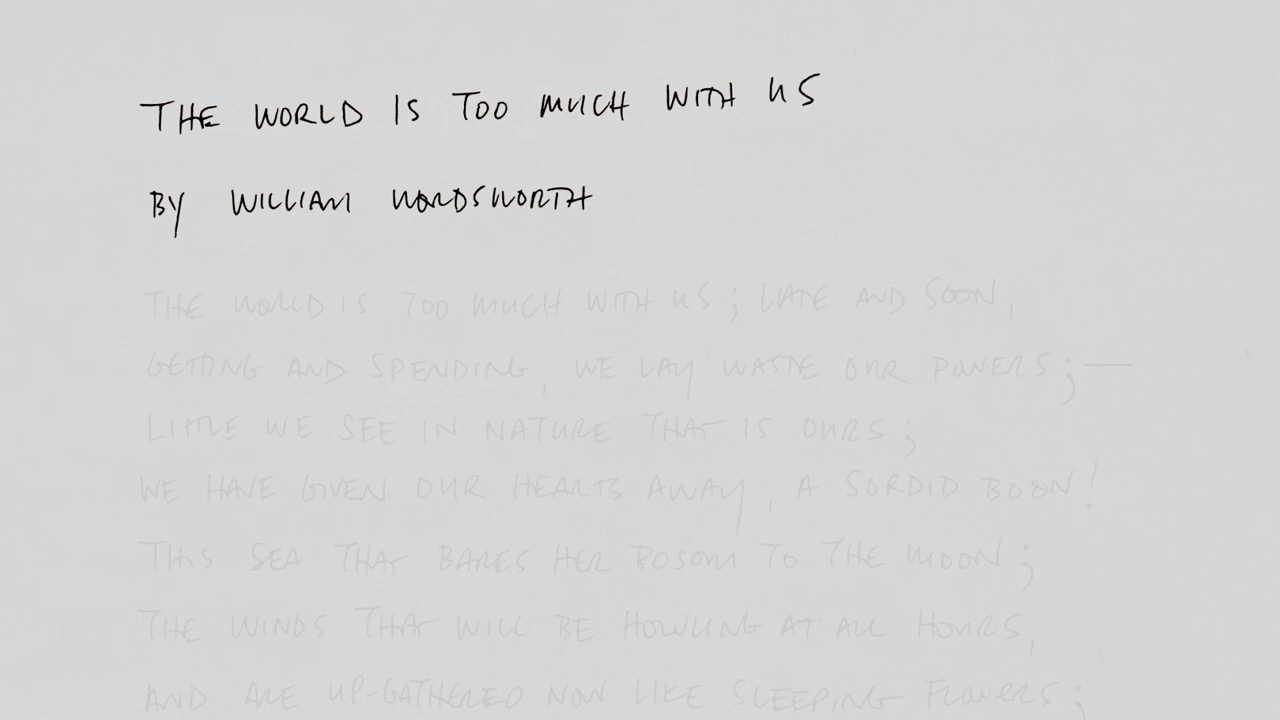 THE WORLD IS TOO MUCH WITH US
BY WILLIAM WORDSWORTH
THE WORLD IS TOO MUCH WITH US; LATE AND SOON,
GETTING AND SPENDING, WE LAY WASTE OUR POWERS;—
LITTLE WE SEE IN NATURE THAT IS OURS;
WE HAVE GIVEN OUR HEARTS AWAY, A SORDID BOON!
THIS SEA THAT BARES HER BOSOM TO THE MOON;
THE WINDS THAT WILL BE HOWLING AT ALL HOURS,
AND ARE UP-GATHERED NOW LIKE SLEEPING FLOWERS;